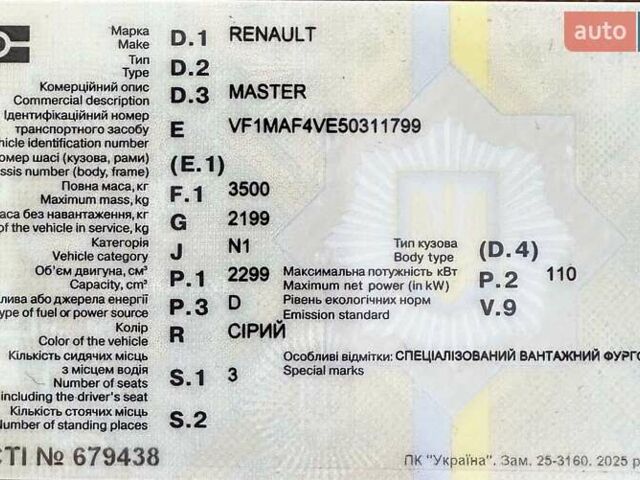 auto
Марка
Make D.1 RENAULT
Тип
Type D.2
Комерційний опис
Commercial description D.3 MASTER
Ідентифікаційний номер
транспортного засобу
hicle identification number E VF1MAF4VE50311799
омер шасі (кузова, рами)
ssis number (body, frame) (E.1)
Повна маса, кг
Maximum mass, kg F.1 3500
аса без навантаження, кг
of the vehicle in service, kg G 2199
Категорія
Vehicle category J N1
Тип кузова
Body type (D.4)
Об'єм двигуна, см³
Capacity, cm³ P.1 2299
Максимальна потужність кВт
Maximum net power (in kW) P.2 110
лива або джерела енергії
ype of fuel or power source P.3 D
Рівень екологічних норм
Emission standard V.9
Колір
Color of the vehicle R СІРИЙ
Кількість сидячих місць
з місцем водія
Number of seats
including the driver's seat S.1 3
Особливі відмітки: СПЕЦІАЛІЗОВАНИЙ ВАНТАЖНИЙ ФУРГО
Special marks
Кількість стоячих місць
Number of standing places S.2
СТІ № 679438
ПК "Україна". Зам. 25-3160. 2025 р